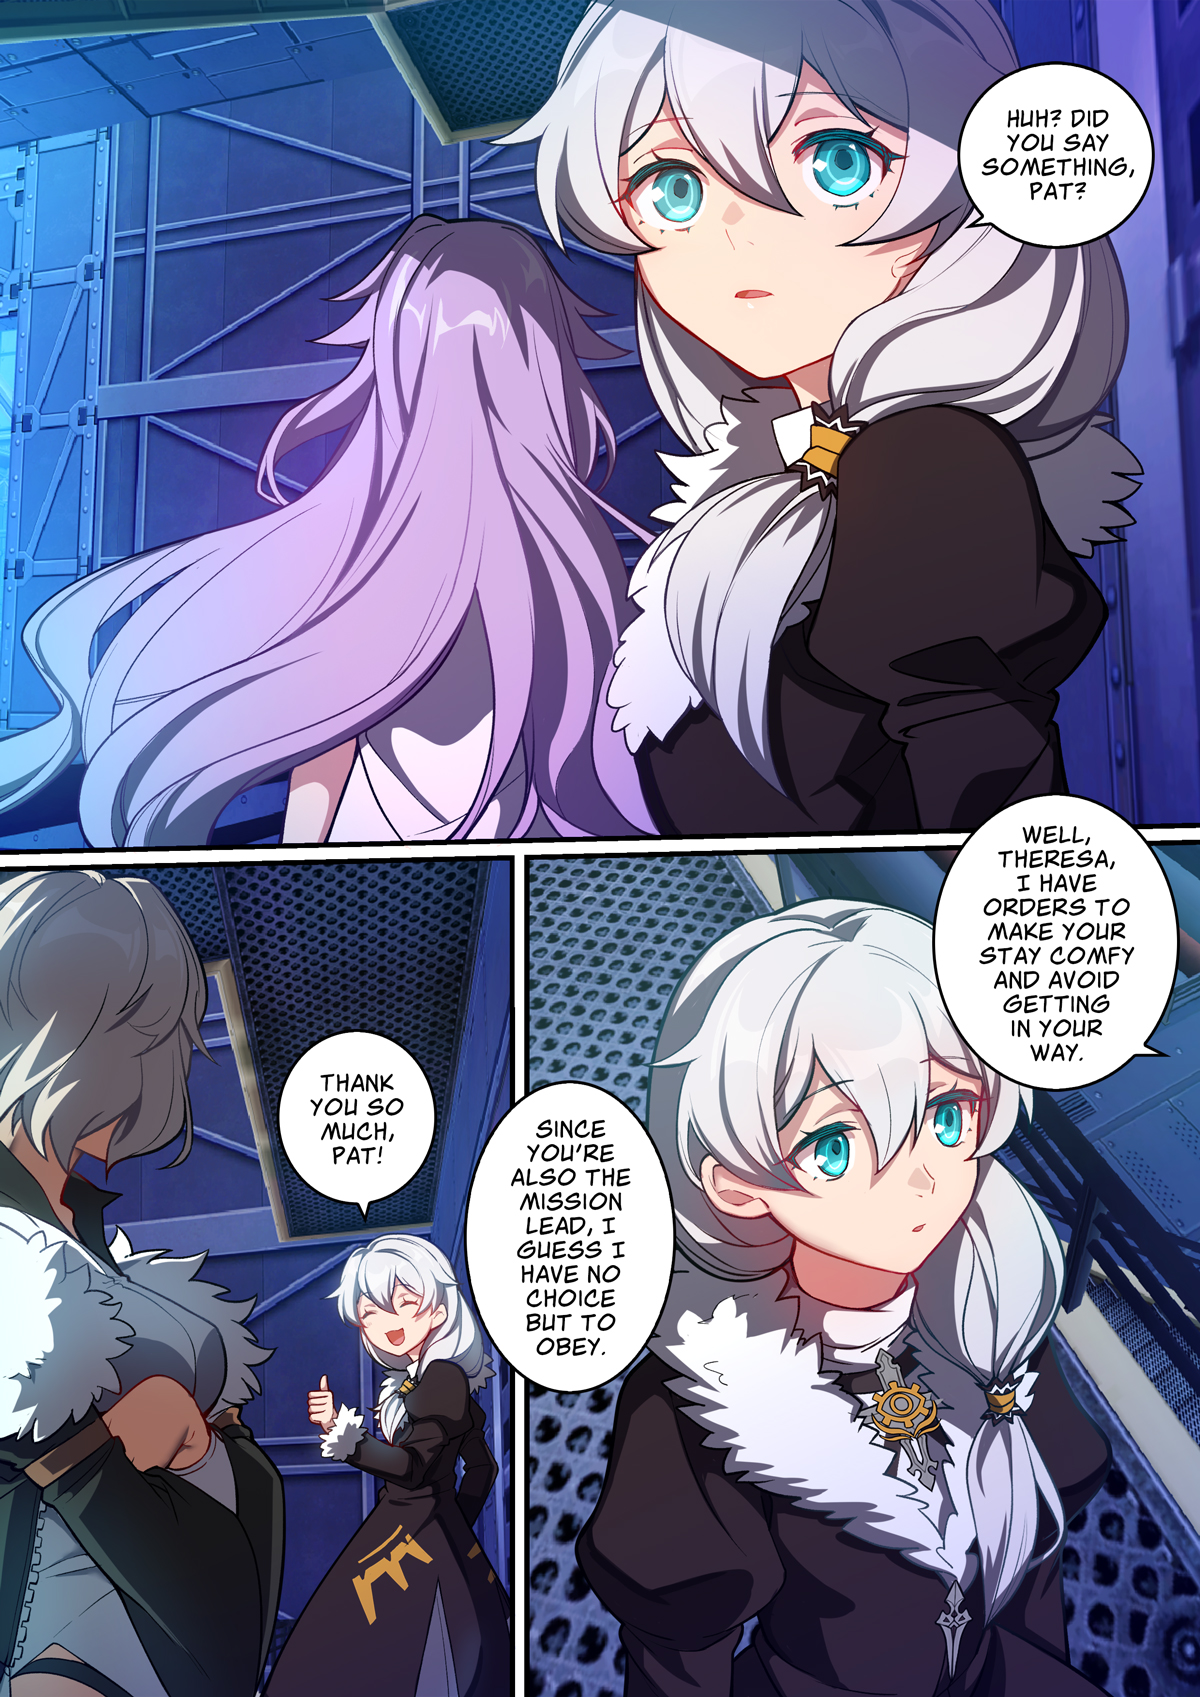 HUH? DID
YOU SAY
SOMETHING,
PAT?
WELL,
THERESA,
I HAVE
ORDERS TO
MAKE YOUR
STAY COMFY
AND AVOID
GETTING
IN YOUR
WAY.
SINCE
YOU'RE
ALSO THE
MISSION
LEAD, I
GUESS I
HAVE NO
CHOICE
BUT TO
OBEY.
THANK
YOU SO
MUCH,
PAT!